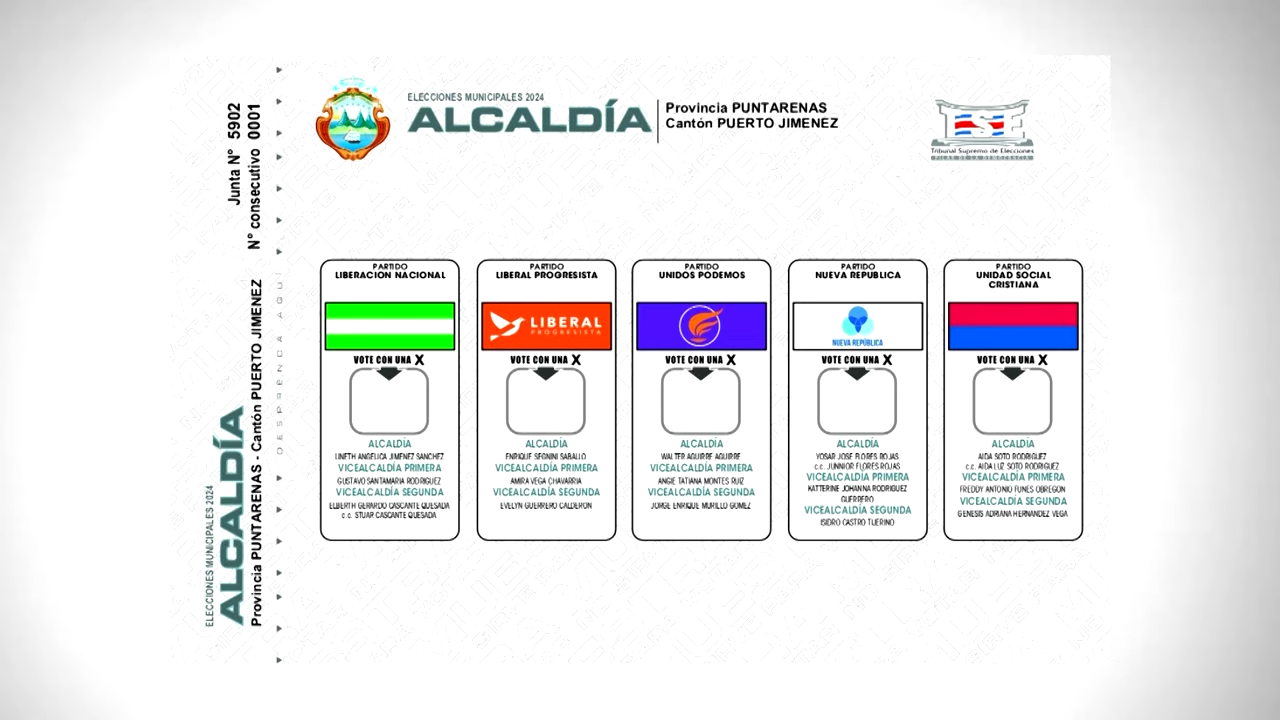 Junta N° 5902
N° consecutivo 0001
ELECCIONES MUNICIPALES 2024
ALCALDÍA
Provincia PUNTARENAS - Cantón PUERTO JIMENEZ
DESPRENDA AQUÍ
ELECCIONES MUNICIPALES 2024
ALCALDÍA
Provincia PUNTARENAS
Cantón PUERTO JIMENEZ
TSE
Tribunal Supremo de Elecciones
PARTIDO
LIBERACION NACIONAL
VOTE CON UNA X
ALCALDÍA
LINETH ANGELICA JIMENEZ SANCHEZ
VICEALCALDÍA PRIMERA
GUSTAVO SANTAMARIA RODRIGUEZ
VICEALCALDÍA SEGUNDA
ELBERTH GERARDO CASCANTE QUESADA
c.c. STUAR CASCANTE QUESADA
PARTIDO
LIBERAL PROGRESISTA
LIBERAL
PROGRESISTA
VOTE CON UNA X
ALCALDÍA
ENRIQUE SEGNINI SABALLO
VICEALCALDÍA PRIMERA
AMIRA VEGA CHAVARRIA
VICEALCALDÍA SEGUNDA
EVELYN GUERRERO CALDERON
PARTIDO
UNIDOS PODEMOS
VOTE CON UNA X
ALCALDÍA
WALTER AGUIRRE AGUIRRE
VICEALCALDÍA PRIMERA
ANGIE TATIANA MONTES RUIZ
VICEALCALDÍA SEGUNDA
JORGE ENRIQUE MURILLO GOMEZ
PARTIDO
NUEVA REPUBLICA
NUEVA REPÚBLICA
VOTE CON UNA X
ALCALDÍA
YOSAR JOSE FLORES ROJAS
c.c. JUNNIOR FLORES ROJAS
VICEALCALDÍA PRIMERA
KATTERINE JOHANNA RODRIGUEZ
GUERRERO
VICEALCALDÍA SEGUNDA
ISIDRO CASTRO TIJERINO
PARTIDO
UNIDAD SOCIAL
CRISTIANA
VOTE CON UNA X
ALCALDÍA
AIDA SOTO RODRIGUEZ
c.c. AIDA LUZ SOTO RODRIGUEZ
VICEALCALDÍA PRIMERA
FREDDY ANTONIO FUNES OBREGON
VICEALCALDÍA SEGUNDA
GENESIS ADRIANA HERNANDEZ VEGA